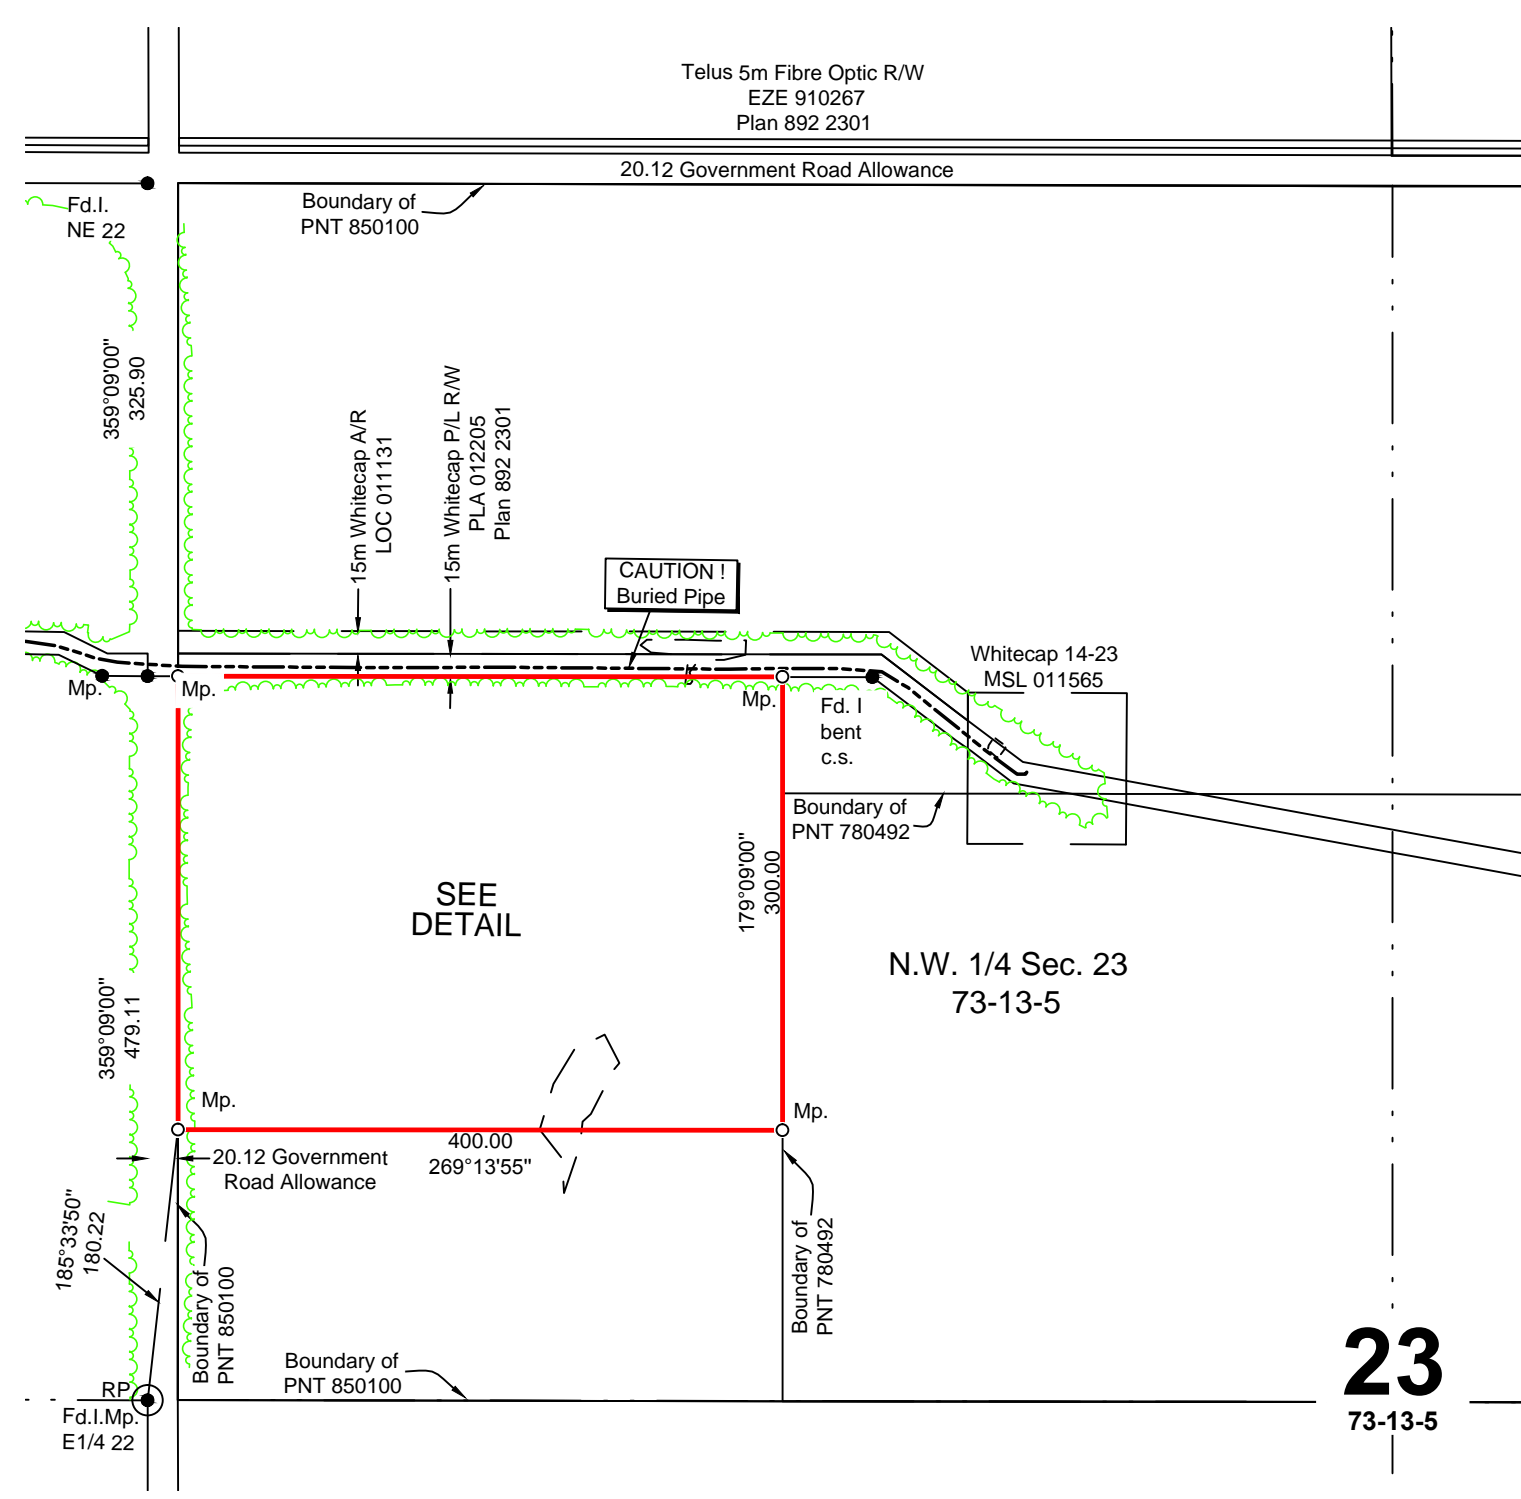 Telus 5m Fibre Optic R/W
EZE 910267
Plan 892 2301
20.12 Government Road Allowance
Fd.I.
NE 22
Boundary of
PNT 850100
359°09'00"
325.90
15m Whitecap A/R
LOC 011131
15m Whitecap P/L R/W
PLA 012205
Plan 892 2301
CAUTION !
Buried Pipe
Whitecap 14-23
MSL 011565
Mp.
Mp.
Mp.
Fd. I
bent
c.s.
Boundary of
PNT 780492
179°09'00"
300.00
SEE
DETAIL
N.W. 1/4 Sec. 23
73-13-5
359°09'00"
479.11
Mp.
Mp.
400.00
269°13'55"
20.12 Government
Road Allowance
185°33'50"
180.22
Boundary of
PNT 850100
Boundary of
PNT 780492
Boundary of
PNT 850100
RP
Fd.I.Mp.
E1/4 22
23
73-13-5